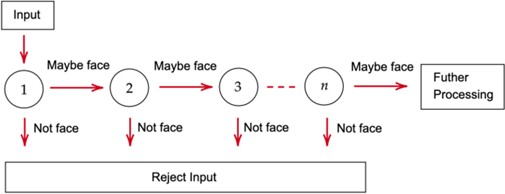 Input
Maybe face
Maybe face
Maybe face
1
2
3
n
Futher
Processing
Not face
Not face
Not face
Not face
Reject Input